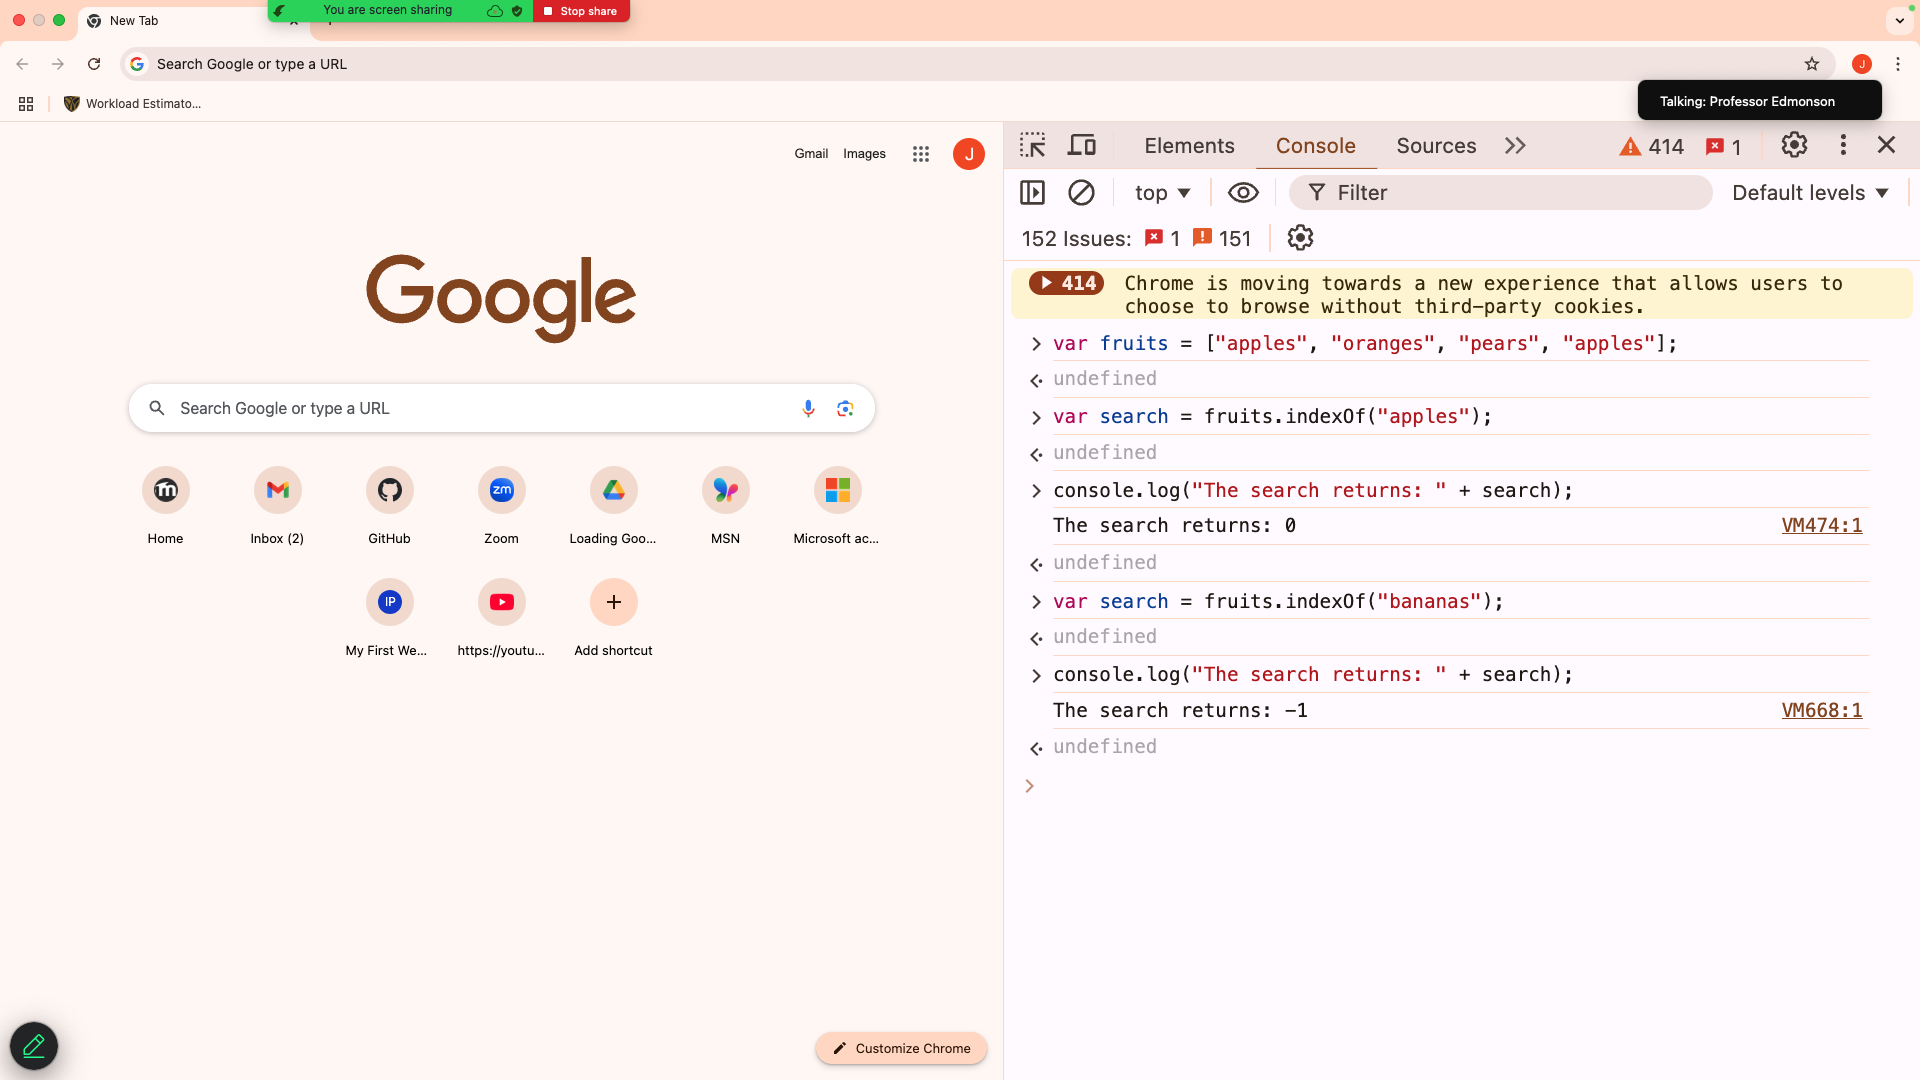 New Tab
You are screen sharing
Stop share
Search Google or type a URL
J
Workload Estimato...
Talking: Professor Edmonson
Gmail
Images
J
Google
Search Google or type a URL
Home
Inbox (2)
GitHub
zm
Zoom
Loading Goo...
MSN
Microsoft ac...
IP
My First We...
https://youtu...
Add shortcut
Customize Chrome
Elements
Console
Sources
414
1
top
Filter
Default levels
152 Issues:
1
151
414
Chrome is moving towards a new experience that allows users to
choose to browse without third-party cookies.
var fruits = ["apples", "oranges", "pears", "apples"];
undefined
var search = fruits.indexOf("apples");
undefined
console.log("The search returns: " + search);
The search returns: 0 VM474:1
undefined
var search = fruits.indexOf("bananas");
undefined
console.log("The search returns: " + search);
The search returns: -1 VM668:1
undefined